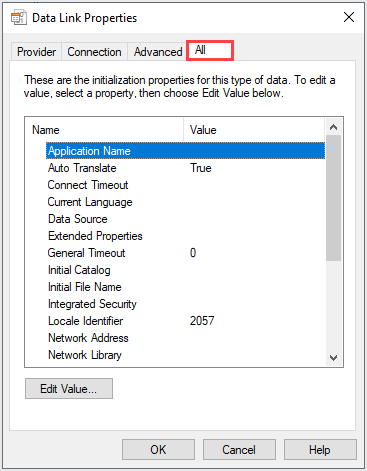 Data Link Properties
Provider Connection Advanced All
These are the initialization properties for this type of data. To edit a
value, select a property, then choose Edit Value below.
Name Value
Application Name
Auto Translate True
Connect Timeout
Current Language
Data Source
Extended Properties
General Timeout 0
Initial Catalog
Initial File Name
Integrated Security
Locale Identifier 2057
Network Address
Network Library
Edit Value...
OK Cancel Help